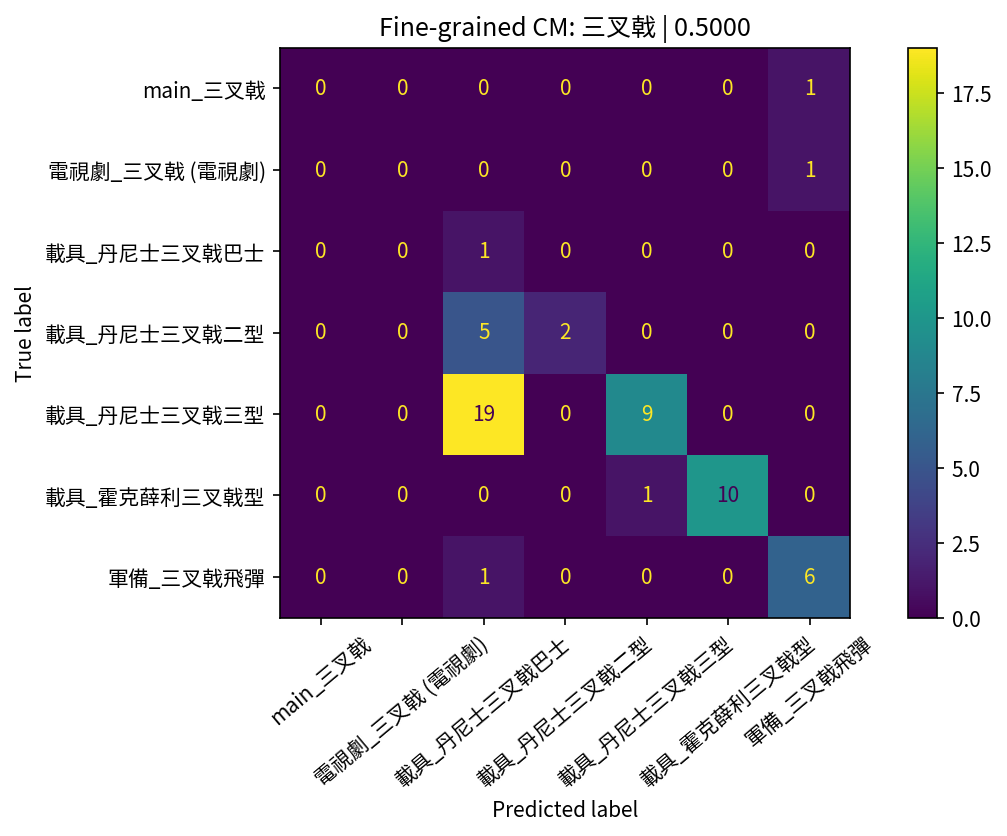 Fine-grained CM: 三叉戟 | 0.5000
True label
main_三叉戟 0 0 0 0 0 0 1
電視劇_三叉戟 (電視劇) 0 0 0 0 0 0 1
載具_丹尼士三叉戟巴士 0 0 1 0 0 0 0
載具_丹尼士三叉戟二型 0 0 5 2 0 0 0
載具_丹尼士三叉戟三型 0 0 19 0 9 0 0
載具_霍克薛利三叉戟型 0 0 0 0 1 10 0
軍備_三叉戟飛彈 0 0 1 0 0 0 6
main_三叉戟
電視劇_三叉戟 (電視劇)
載具_丹尼士三叉戟巴士
載具_丹尼士三叉戟二型
載具_丹尼士三叉戟三型
載具_霍克薛利三叉戟型
軍備_三叉戟飛彈
Predicted label
17.5
15.0
12.5
10.0
7.5
5.0
2.5
0.0